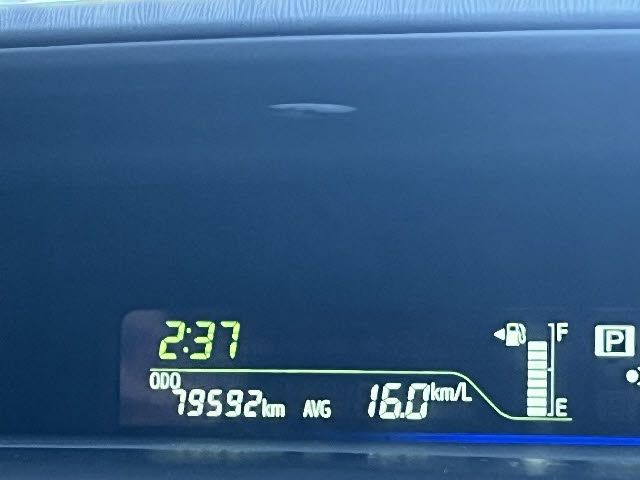 2:37
F
P
ODO
79592km AVG 16.0km/L
E